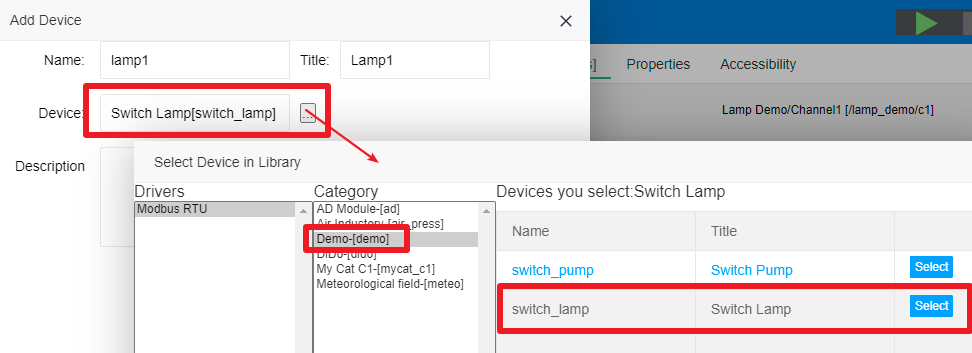 Add Device
Name: lamp1 Title: Lamp1
s] Properties Accessibility
Device: Switch Lamp[switch_lamp] ...
Lamp Demo/Channel1 [/lamp_demo/c1]
Description
Select Device in Library
Drivers Category Devices you select:Switch Lamp
Modbus RTU
AD Module-[ad]
Air Industory-[air_press]
Demo-[demo]
DIDO-[dido]
My Cat C1-[mycat_c1]
Meteorological field-[meteo]
Name Title
switch_pump Switch Pump Select
switch_lamp Switch Lamp Select